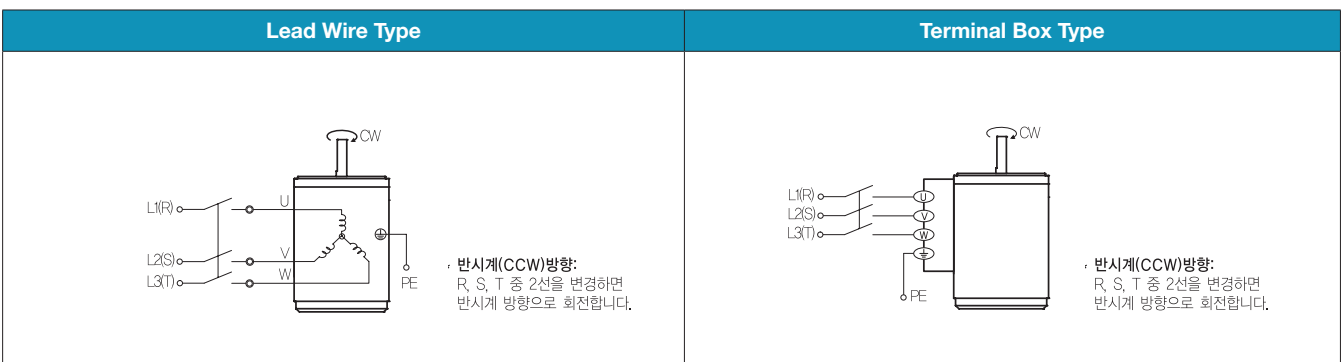 Lead Wire Type
Terminal Box Type
CW
L1(R)
U
L2(S)
V
L3(T)
W
PE
반시계(CCW)방향:
R, S, T 중 2선을 변경하면
반시계 방향으로 회전합니다.
CW
L1(R)
U
L2(S)
V
L3(T)
W
PE
반시계(CCW)방향:
R, S, T 중 2선을 변경하면
반시계 방향으로 회전합니다.